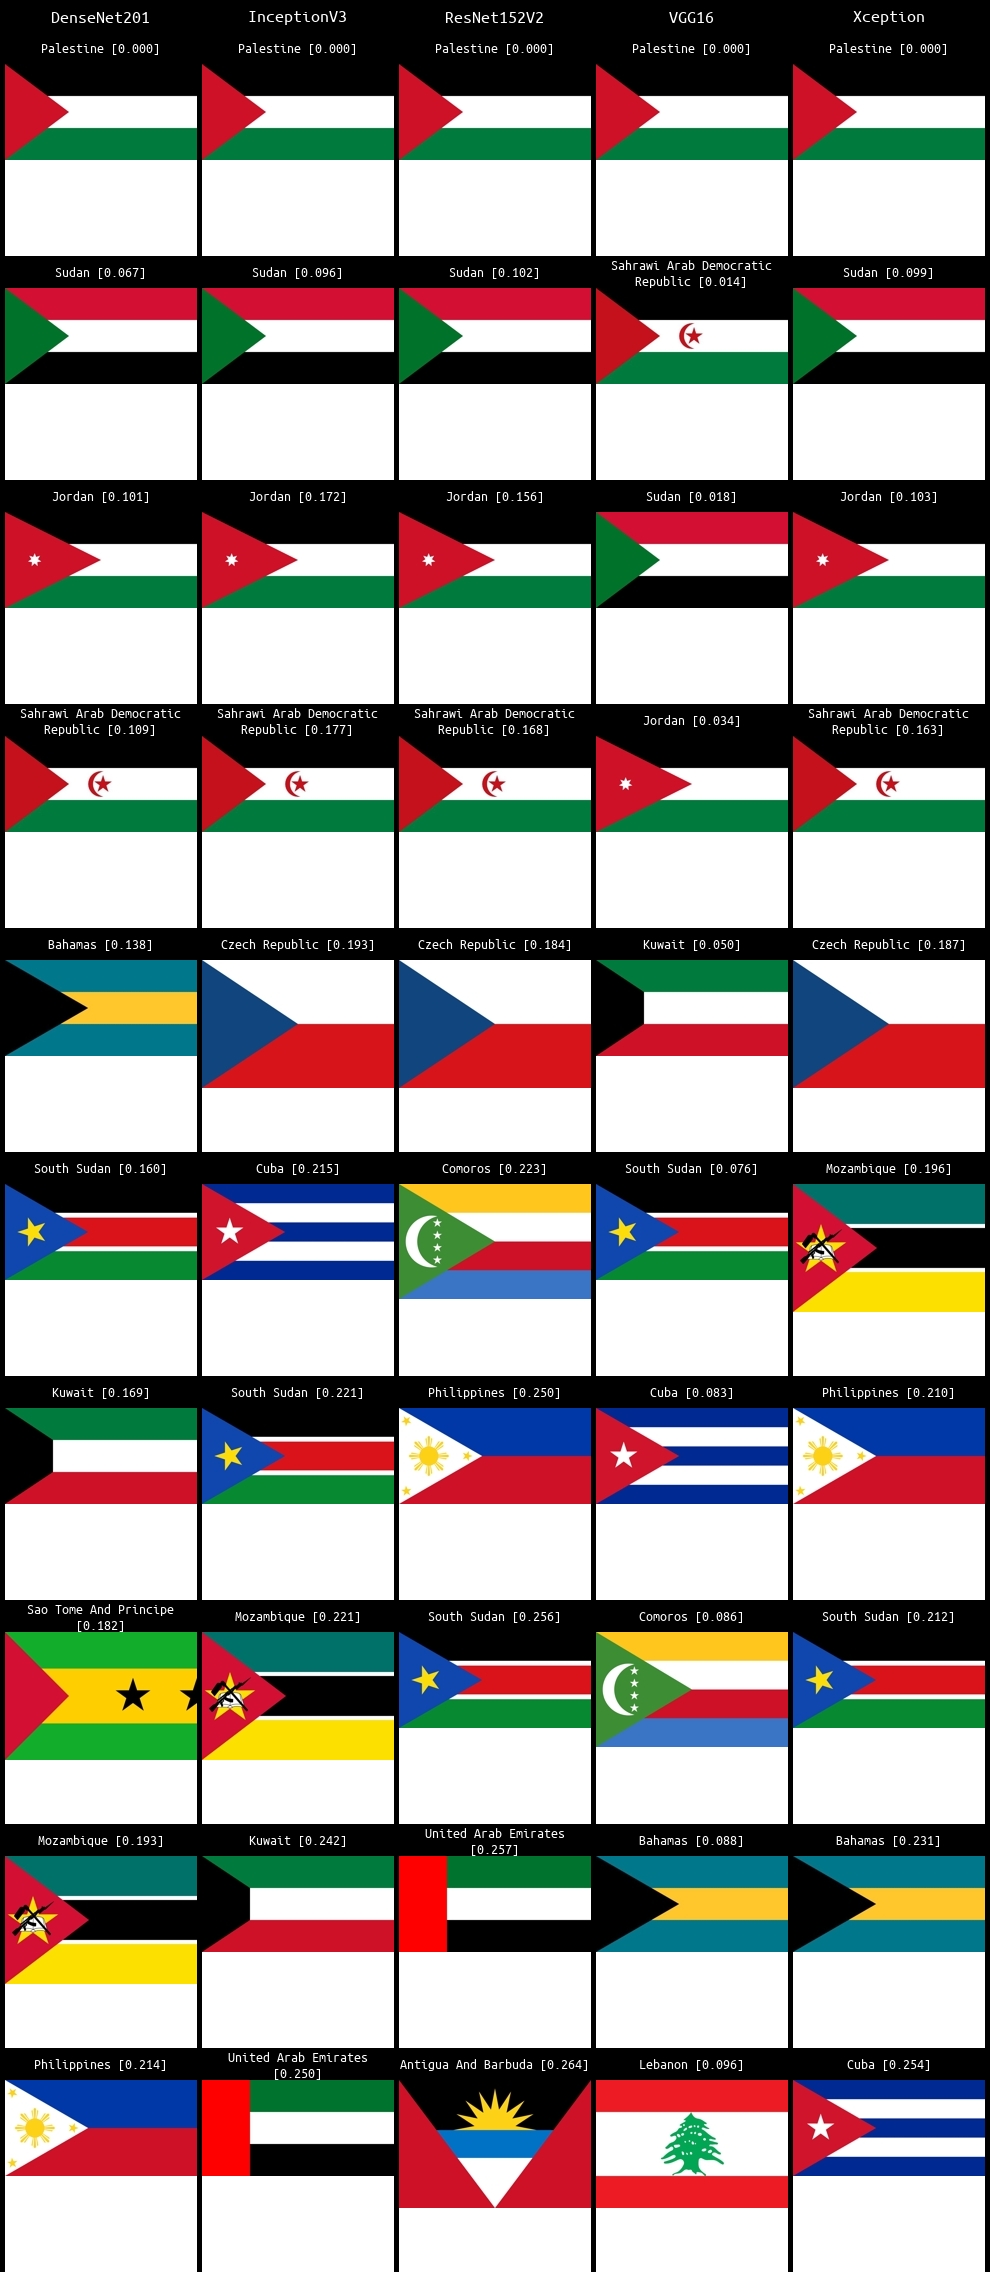 DenseNet201 InceptionV3 ResNet152V2 VGG16 Xception
Palestine [0.000] Palestine [0.000] Palestine [0.000] Palestine [0.000] Palestine [0.000]
Sudan [0.067] Sudan [0.096] Sudan [0.102] Sahrawi Arab Democratic
Republic [0.014] Sudan [0.099]
Jordan [0.101] Jordan [0.172] Jordan [0.156] Sudan [0.018] Jordan [0.103]
Sahrawi Arab Democratic Sahrawi Arab Democratic Sahrawi Arab Democratic Jordan [0.034] Sahrawi Arab Democratic
Republic [0.109] Republic [0.177] Republic [0.168] Republic [0.163]
Bahamas [0.138] Czech Republic [0.193] Czech Republic [0.184] Kuwait [0.050] Czech Republic [0.187]
South Sudan [0.160] Cuba [0.215] Comoros [0.223] South Sudan [0.076] Mozambique [0.196]
Kuwait [0.169] South Sudan [0.221] Philippines [0.250] Cuba [0.083] Philippines [0.210]
Sao Tome And Principe
[0.182] Mozambique [0.221] South Sudan [0.256] Comoros [0.086] South Sudan [0.212]
Mozambique [0.193] Kuwait [0.242] United Arab Emirates
[0.257] Bahamas [0.088] Bahamas [0.231]
Philippines [0.214] United Arab Emirates
[0.250] Antigua And Barbuda [0.264] Lebanon [0.096] Cuba [0.254]